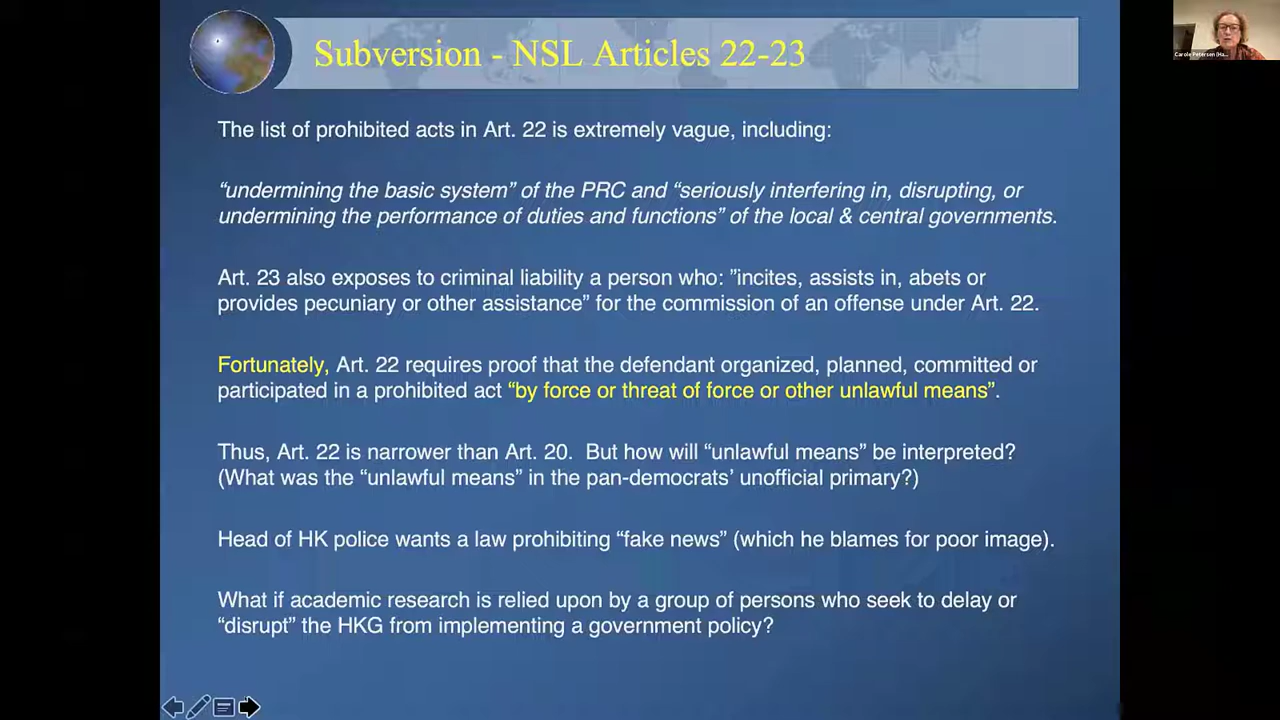 Subversion - NSL Articles 22-23
Carole Petersen (Ha...
The list of prohibited acts in Art. 22 is extremely vague, including:
“undermining the basic system” of the PRC and “seriously interfering in, disrupting, or
undermining the performance of duties and functions” of the local & central governments.
Art. 23 also exposes to criminal liability a person who: ”incites, assists in, abets or
provides pecuniary or other assistance” for the commission of an offense under Art. 22.
Fortunately, Art. 22 requires proof that the defendant organized, planned, committed or
participated in a prohibited act “by force or threat of force or other unlawful means”.
Thus, Art. 22 is narrower than Art. 20. But how will “unlawful means” be interpreted?
(What was the “unlawful means” in the pan-democrats’ unofficial primary?)
Head of HK police wants a law prohibiting “fake news” (which he blames for poor image).
What if academic research is relied upon by a group of persons who seek to delay or
“disrupt” the HKG from implementing a government policy?